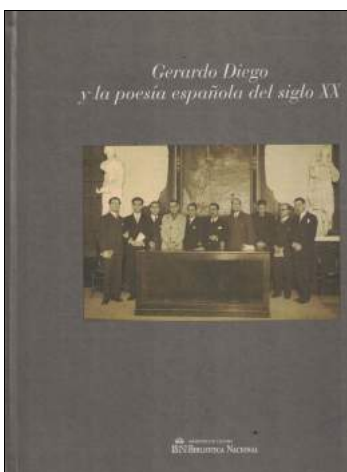 Gerardo Diego
y la poesía española del siglo XX
BIBLIOTECA NACIONAL